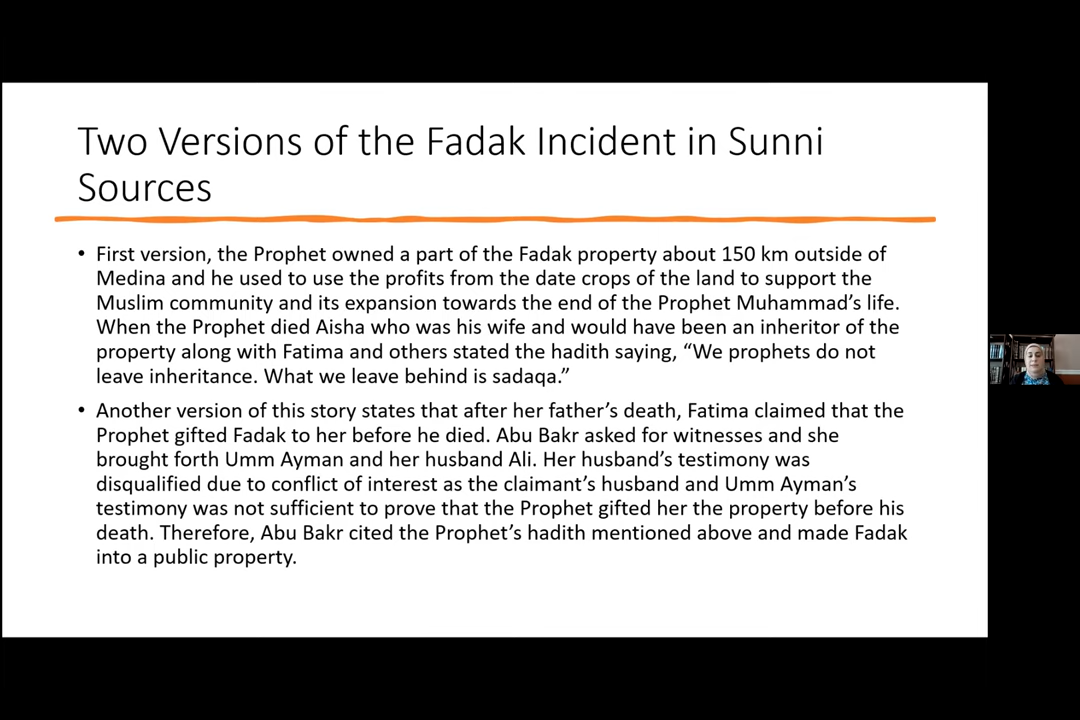 Two Versions of the Fadak Incident in Sunni
Sources
• First version, the Prophet owned a part of the Fadak property about 150 km outside of
Medina and he used to use the profits from the date crops of the land to support the
Muslim community and its expansion towards the end of the Prophet Muhammad’s life.
When the Prophet died Aisha who was his wife and would have been an inheritor of the
property along with Fatima and others stated the hadith saying, “We prophets do not
leave inheritance. What we leave behind is sadaqa.”
• Another version of this story states that after her father’s death, Fatima claimed that the
Prophet gifted Fadak to her before he died. Abu Bakr asked for witnesses and she
brought forth Umm Ayman and her husband Ali. Her husband’s testimony was
disqualified due to conflict of interest as the claimant’s husband and Umm Ayman’s
testimony was not sufficient to prove that the Prophet gifted her the property before his
death. Therefore, Abu Bakr cited the Prophet’s hadith mentioned above and made Fadak
into a public property.